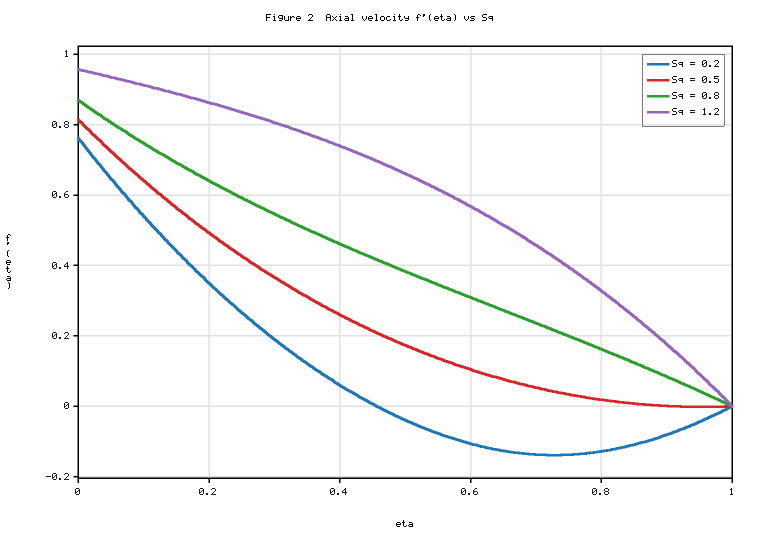 Figure 2  Axial velocity f'(eta) vs Sq
1
0.8
0.6
0.4
0.2
0
-0.2
f'(eta)
Sq = 0.2
Sq = 0.5
Sq = 0.8
Sq = 1.2
0 0.2 0.4 0.6 0.8 1
eta